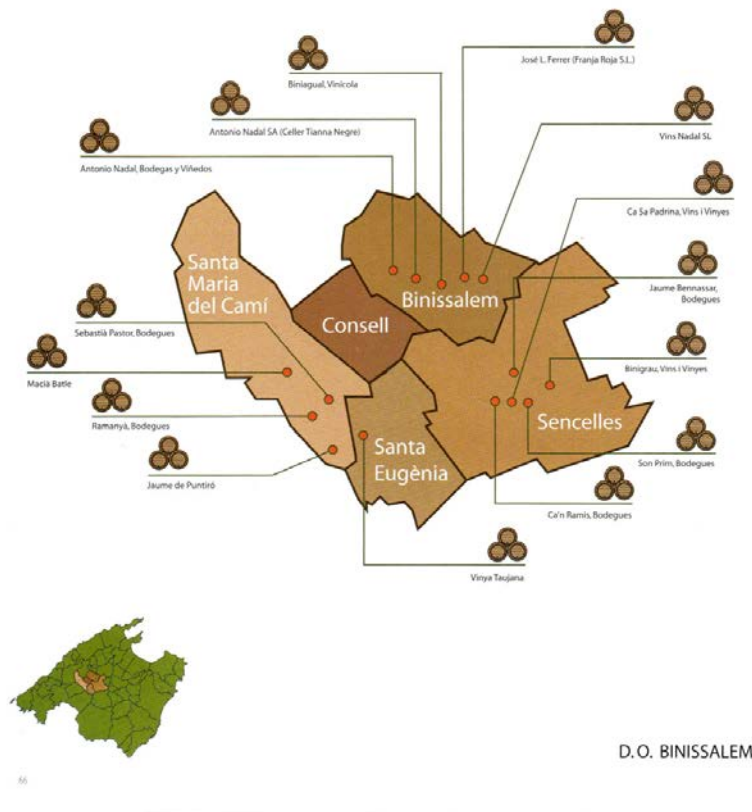 José L. Ferrer (Franja Roja S.L.)
Biniagual, Vinícola
Antonio Nadal SA (Celler Tianna Negre)
Vins Nadal SL
Antonio Nadal, Bodegas y Viñedos
Ca Sa Padrina, Vins i Vinyes
Santa
Maria
del Camí
Binissalem
Jaume Bennassar,
Bodegues
Consell
Sebastià Pastor, Bodegues
Macià Batle
Binigrau, Vins i Vinyes
Ramanyà, Bodegues
Sencelles
Santa
Eugènia
Son Prim, Bodegues
Jaume de Puntiró
Ca'n Ramis, Bodegues
Vinya Taujana
D.O. BINISSALEM
66